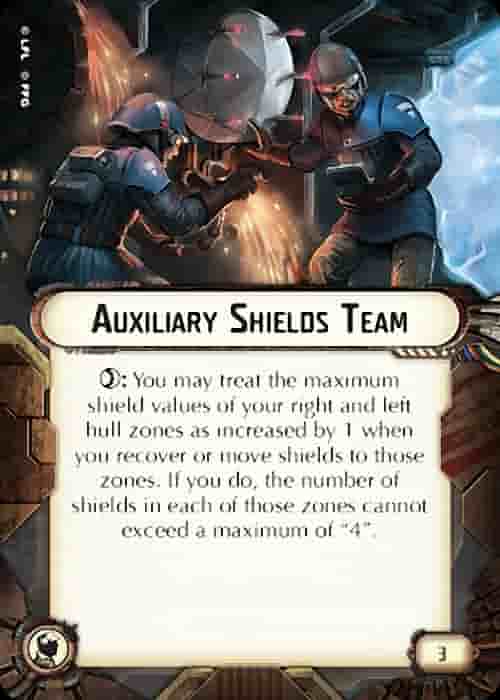 © LFL © FFG
Auxiliary Shields Team
: You may treat the maximum
shield values of your right and left
hull zones as increased by 1 when
you recover or move shields to those
zones. If you do, the number of
shields in each of those zones cannot
exceed a maximum of “4”.
3